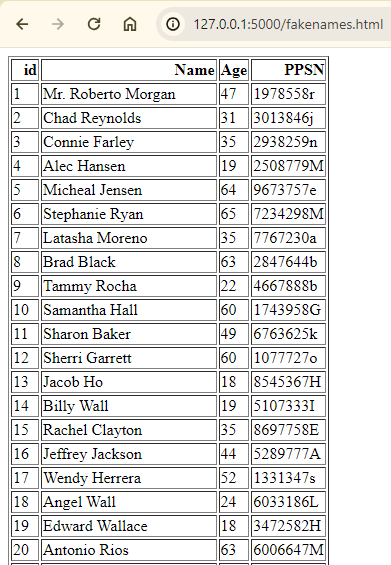 127.0.0.1:5000/fakenames.html
id Name Age PPSN
1 Mr. Roberto Morgan 47 1978558r
2 Chad Reynolds 31 3013846j
3 Connie Farley 35 2938259n
4 Alec Hansen 19 2508779M
5 Micheal Jensen 64 9673757e
6 Stephanie Ryan 65 7234298M
7 Latasha Moreno 35 7767230a
8 Brad Black 63 2847644b
9 Tammy Rocha 22 4667888b
10 Samantha Hall 60 1743958G
11 Sharon Baker 49 6763625k
12 Sherri Garrett 60 1077727o
13 Jacob Ho 18 8545367H
14 Billy Wall 19 5107333I
15 Rachel Clayton 35 8697758E
16 Jeffrey Jackson 44 5289777A
17 Wendy Herrera 52 1331347s
18 Angel Wall 24 6033186L
19 Edward Wallace 18 3472582H
20 Antonio Rios 63 6006647M